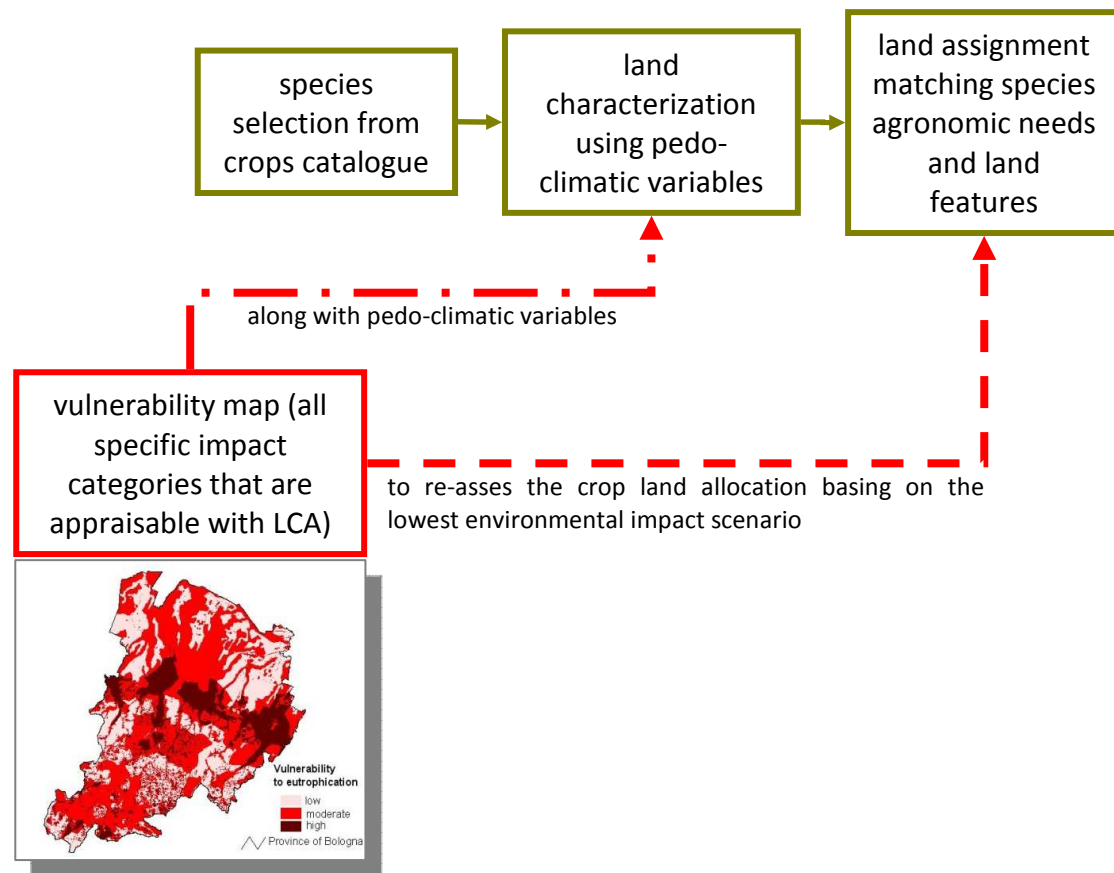 species
selection from
crops catalogue
land
characterization
using pedo-
climatic variables
land assignment
matching species
agronomic needs
and land
features
along with pedo-climatic variables
vulnerability map (all
specific impact
categories that are
appraisable with LCA)
to re-asses the crop land allocation basing on the
lowest environmental impact scenario
Vulnerability
to eutrophication
low
moderate
high
Province of Bologna